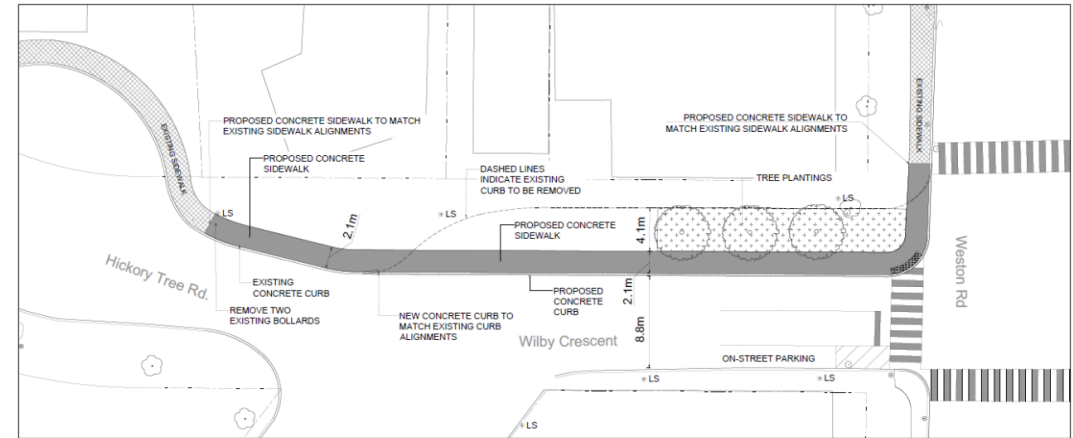 PROPOSED CONCRETE SIDEWALK TO MATCH
EXISTING SIDEWALK ALIGNMENTS
PROPOSED CONCRETE
SIDEWALK
EXISTING SIDEWALK
LS
Hickory Tree Rd.
EXISTING
CONCRETE CURB
REMOVE TWO
EXISTING BOLLARDS
2.1m
NEW CONCRETE CURB TO
MATCH EXISTING CURB
ALIGNMENTS
DASHED LINES
INDICATE EXISTING
CURB TO BE REMOVED
LS
PROPOSED CONCRETE
SIDEWALK
PROPOSED
CONCRETE
CURB
Wilby Crescent
4.1m
2.1m
8.8m
PROPOSED CONCRETE SIDEWALK TO
MATCH EXISTING SIDEWALK ALIGNMENTS
EXISTING SIDEWALK
TREE PLANTINGS
LS
Weston Rd
ON-STREET PARKING
LS
LS
LS